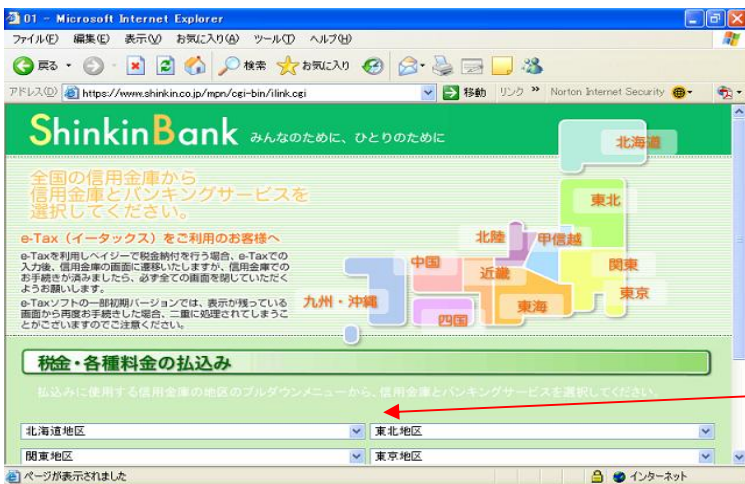 01 - Microsoft Internet Explorer
ファイル(F) 編集(E) 表示(V) お気に入り(A) ツール(T) ヘルプ(H)
戻る 検索 お気に入り
アドレス(D) https://www.shinkin.co.jp/mpn/cgi-bin/ilink.cgi 移動 リンク » Norton Internet Security
ShinkinBank みんなのために、ひとりのために
全国の信用金庫から
信用金庫とバンキングサービスを
選択してください。
e-Tax(イータックス)をご利用のお客様へ
e-Taxを利用しペイジーで税金納付を行う場合、e-Taxでの
入力後、信用金庫の画面に遷移いたしますが、信用金庫での
お手続きが済みましたら、必ず全ての画面を閉じていただく
ようお願いします。
e-Taxソフトの一部初期バージョンでは、表示が残っている
画面から再度お手続きした場合、二重に処理されてしまうこ
とがございますのでご注意ください。
北海道
東北
北陸
甲信越
中国
近畿
関東
九州・沖縄
四国
東海
東京
税金・各種料金の払込み
払込みに使用する信用金庫の地区のプルダウンメニューから、信用金庫とバンキングサービスを選択してください。
北海道地区 東北地区
関東地区 東京地区
ページが表示されました インターネット